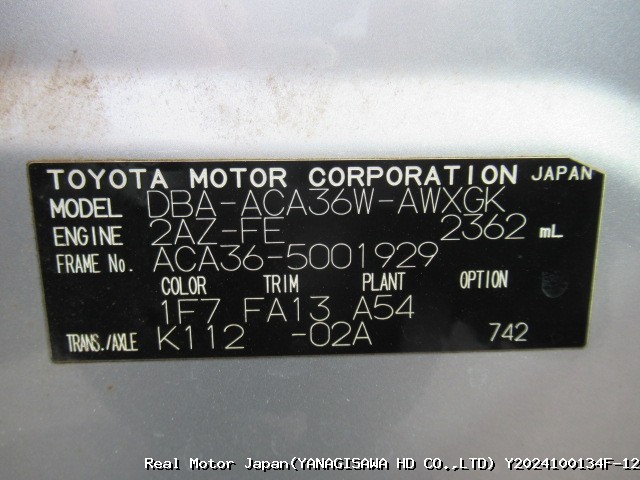 TOYOTA MOTOR CORPORATION JAPAN
MODEL DBA-ACA36W-AWXGK
ENGINE 2AZ-FE 2362 mL
FRAME No. ACA36-5001929
COLOR TRIM PLANT OPTION
1F7 FA13 A54
TRANS./AXLE K112 -02A 742
Real Motor Japan(YANAGISAWA HD CO.,LTD) Y2024100134F-12